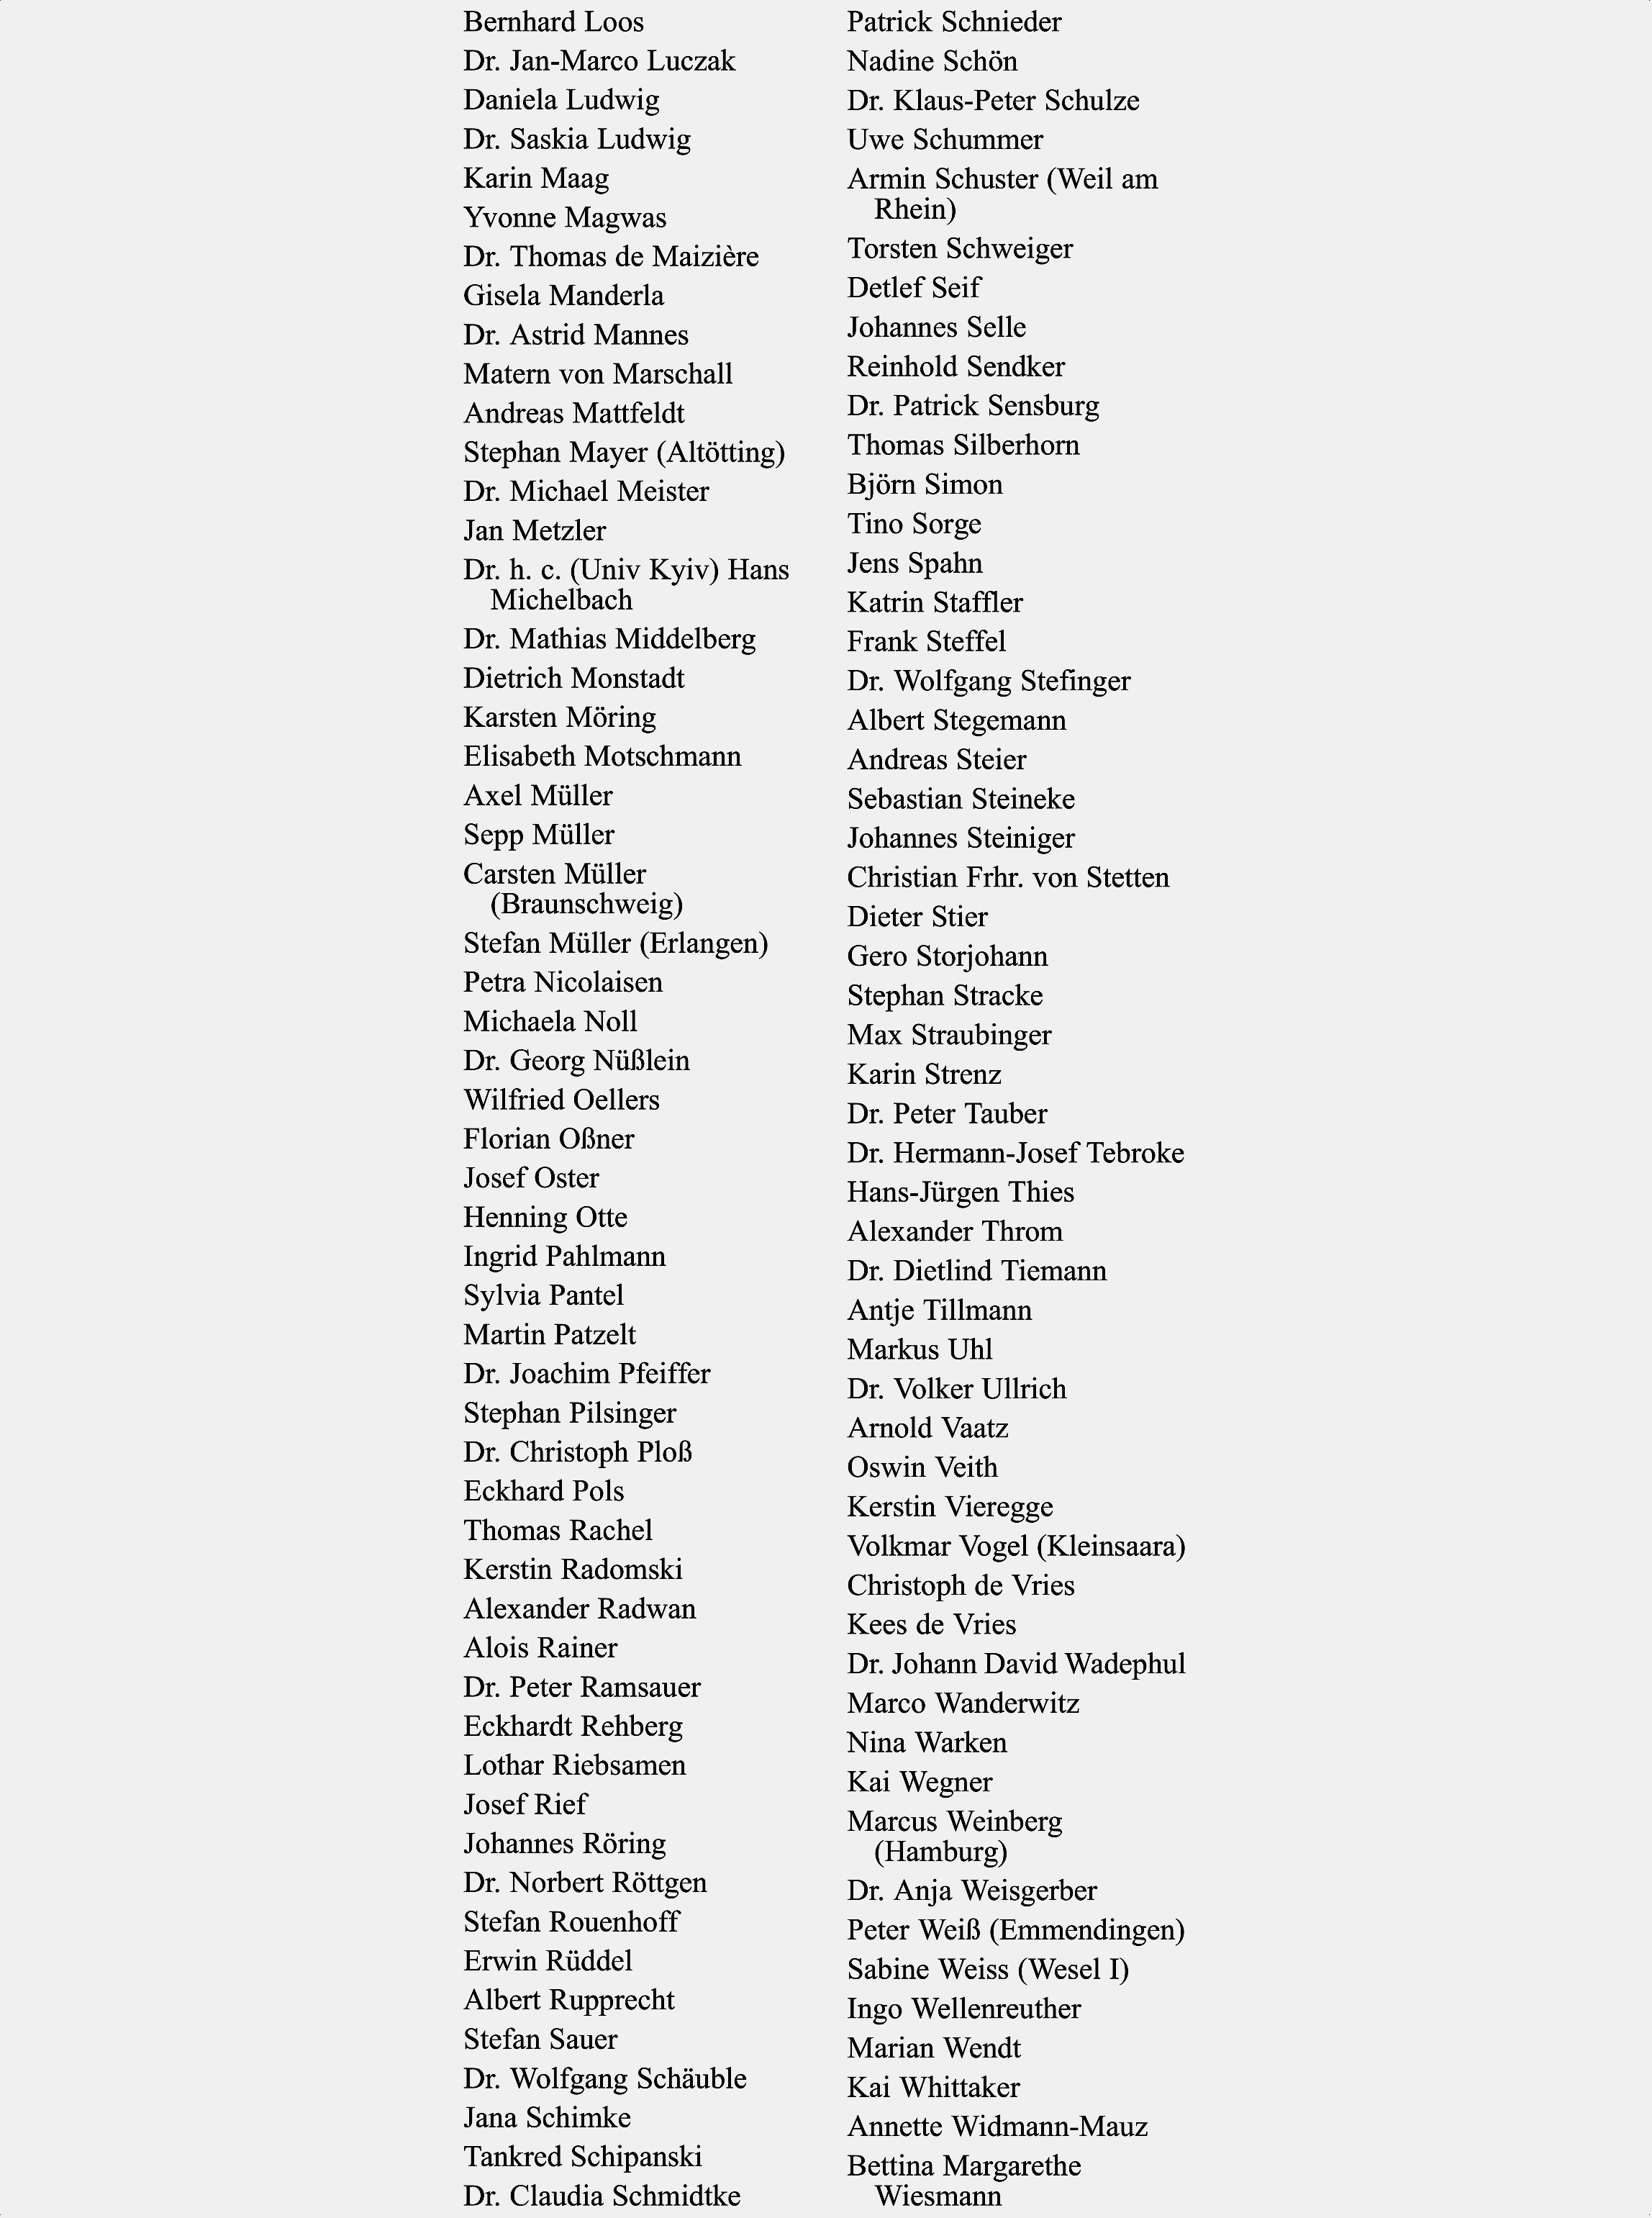 Bernhard Loos
Dr. Jan-Marco Luczak
Daniela Ludwig
Dr. Saskia Ludwig
Karin Maag
Yvonne Magwas
Dr. Thomas de Maizière
Gisela Manderla
Dr. Astrid Mannes
Matern von Marschall
Andreas Mattfeldt
Stephan Mayer (Altötting)
Dr. Michael Meister
Jan Metzler
Dr. h. c. (Univ Kyiv) Hans
Michelbach
Dr. Mathias Middelberg
Dietrich Monstadt
Karsten Möring
Elisabeth Motschmann
Axel Müller
Sepp Müller
Carsten Müller
(Braunschweig)
Stefan Müller (Erlangen)
Petra Nicolaisen
Michaela Noll
Dr. Georg Nüßlein
Wilfried Oellers
Florian Oßner
Josef Oster
Henning Otte
Ingrid Pahlmann
Sylvia Pantel
Martin Patzelt
Dr. Joachim Pfeiffer
Stephan Pilsinger
Dr. Christoph Ploß
Eckhard Pols
Thomas Rachel
Kerstin Radomski
Alexander Radwan
Alois Rainer
Dr. Peter Ramsauer
Eckhardt Rehberg
Lothar Riebsamen
Josef Rief
Johannes Röring
Dr. Norbert Röttgen
Stefan Rouenhoff
Erwin Rüddel
Albert Rupprecht
Stefan Sauer
Dr. Wolfgang Schäuble
Jana Schimke
Tankred Schipanski
Dr. Claudia Schmidtke
Patrick Schnieder
Nadine Schön
Dr. Klaus-Peter Schulze
Uwe Schummer
Armin Schuster (Weil am
Rhein)
Torsten Schweiger
Detlef Seif
Johannes Selle
Reinhold Sendker
Dr. Patrick Sensburg
Thomas Silberhorn
Björn Simon
Tino Sorge
Jens Spahn
Katrin Staffler
Frank Steffel
Dr. Wolfgang Stefinger
Albert Stegemann
Andreas Steier
Sebastian Steineke
Johannes Steiniger
Christian Frhr. von Stetten
Dieter Stier
Gero Storjohann
Stephan Stracke
Max Straubinger
Karin Strenz
Dr. Peter Tauber
Dr. Hermann-Josef Tebroke
Hans-Jürgen Thies
Alexander Throm
Dr. Dietlind Tiemann
Antje Tillmann
Markus Uhl
Dr. Volker Ullrich
Arnold Vaatz
Oswin Veith
Kerstin Vieregge
Volkmar Vogel (Kleinsaara)
Christoph de Vries
Kees de Vries
Dr. Johann David Wadephul
Marco Wanderwitz
Nina Warken
Kai Wegner
Marcus Weinberg
(Hamburg)
Dr. Anja Weisgerber
Peter Weiß (Emmendingen)
Sabine Weiss (Wesel I)
Ingo Wellenreuther
Marian Wendt
Kai Whittaker
Annette Widmann-Mauz
Bettina Margarethe
Wiesmann